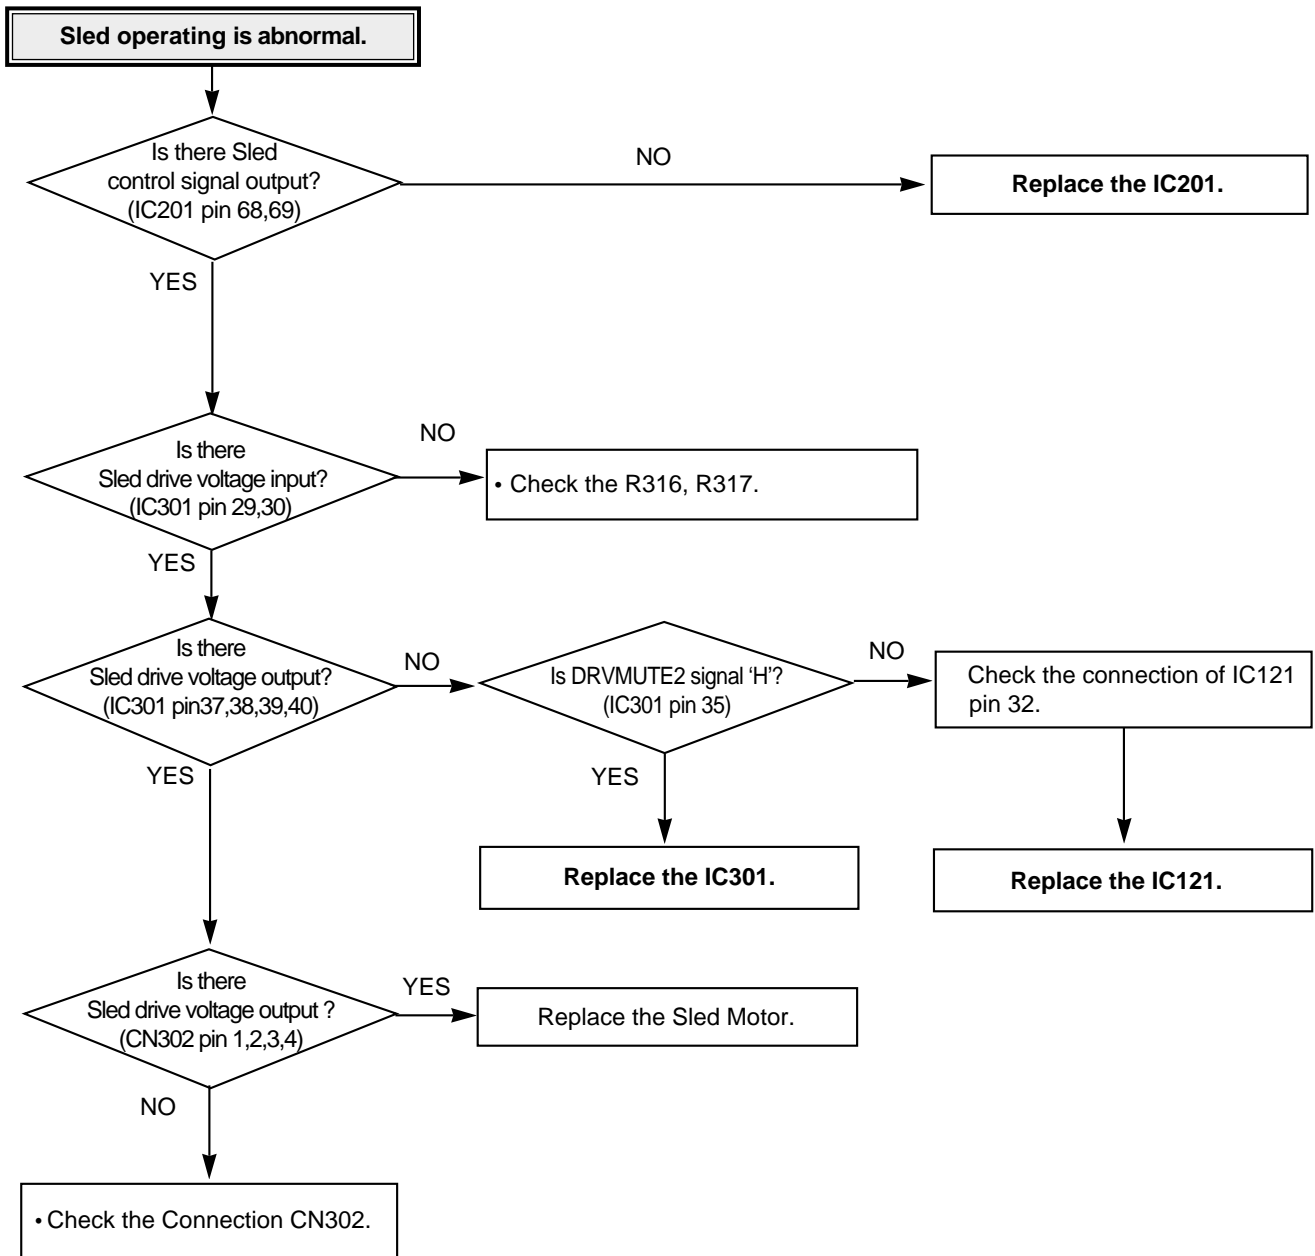 Sled operating is abnormal.
Is there Sled
control signal output?
(IC201 pin 68,69)
NO
Replace the IC201.
YES
Is there
Sled drive voltage input?
(IC301 pin 29,30)
NO
• Check the R316, R317.
YES
Is there
Sled drive voltage output?
(IC301 pin37,38,39,40)
NO
Is DRVMUTE2 signal ‘H’?
(IC301 pin 35)
NO
Check the connection of IC121
pin 32.
YES
YES
Replace the IC301.
Replace the IC121.
Is there
Sled drive voltage output ?
(CN302 pin 1,2,3,4)
YES
Replace the Sled Motor.
NO
• Check the Connection CN302.